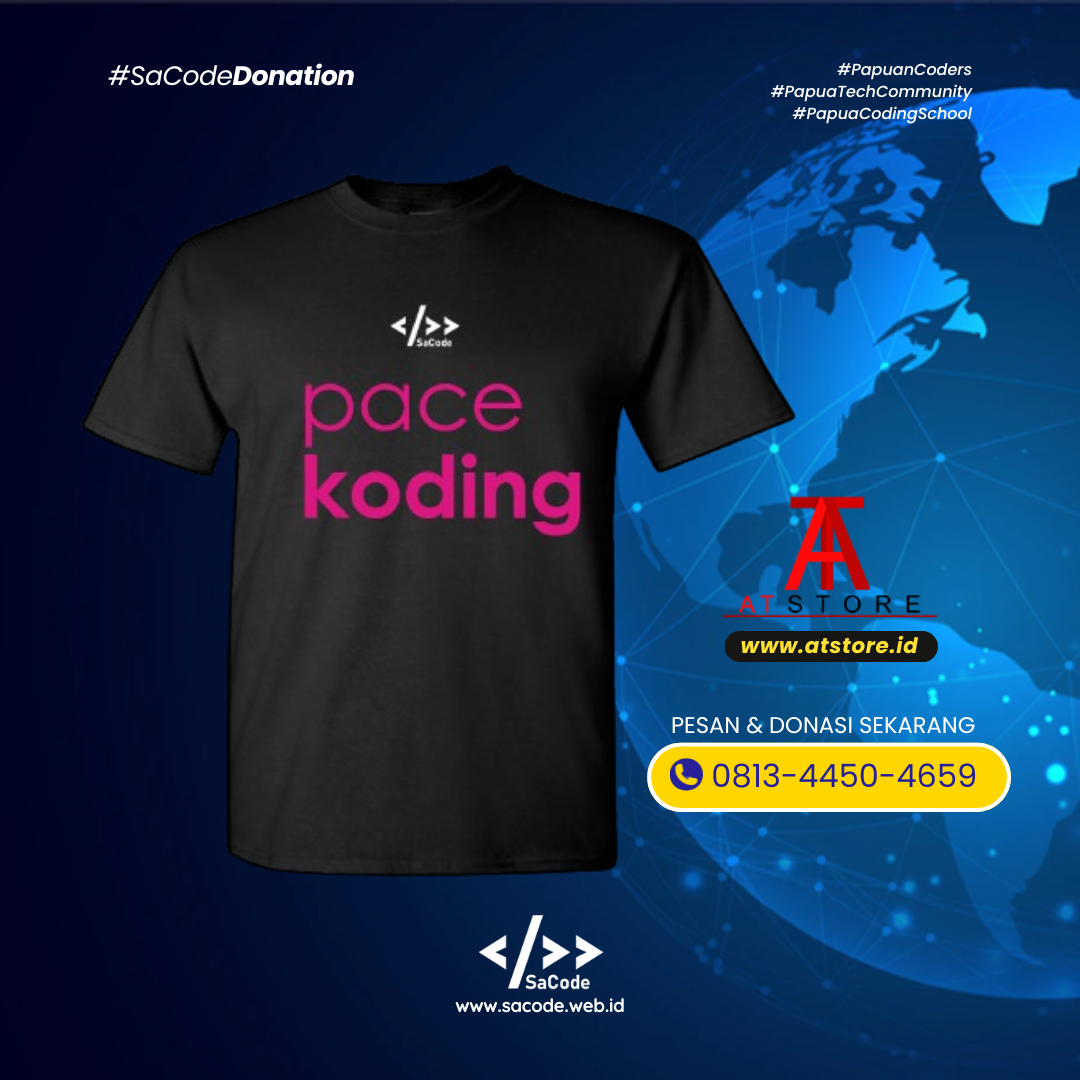 #SaCodeDonation
#PapuanCoders
#PapuaTechCommunity
#PapuaCodingSchool
</>>
SaCode
pace
koding
AT
ATSTORE
www.atstore.id
PESAN & DONASI SEKARANG
0813-4450-4659
</>>
SaCode
www.sacode.web.id